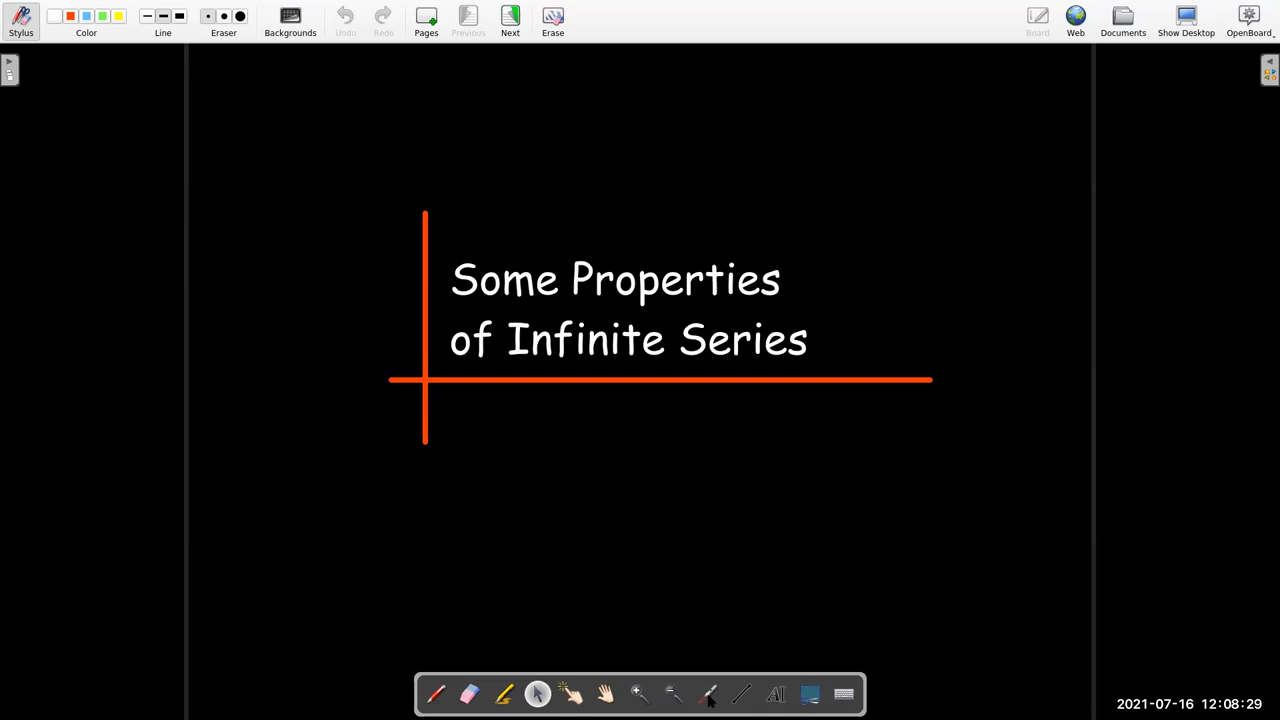 Stylus
Color
Line
Eraser
Backgrounds
Undo
Redo
Pages
Previous
Next
Erase
Board
Web
Documents
Show Desktop
OpenBoard
Some Properties
of Infinite Series
AI
2021-07-16 12:08:29